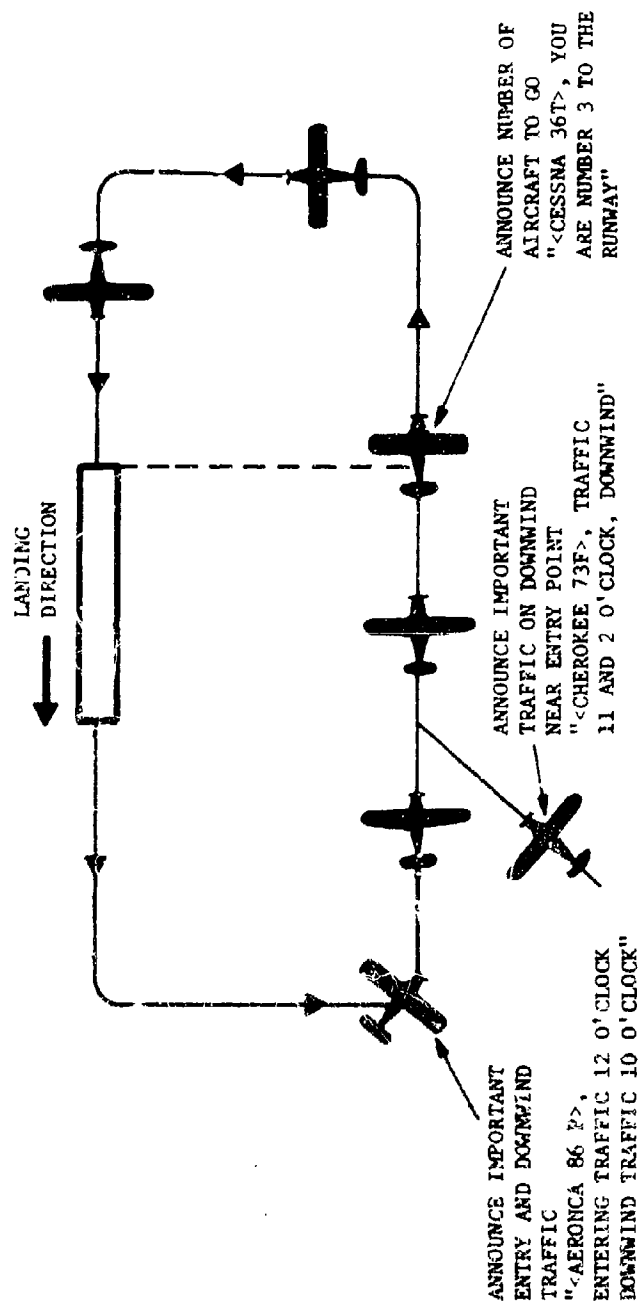 LANDING
DIRECTION
ANNOUNCE IMPORTANT
ENTRY AND DOWNWIND
TRAFFIC
"<AERONCA 86 P>,
ENTERING TRAFFIC 12 O'CLOCK
DOWNWIND TRAFFIC 10 O'CLOCK"
ANNOUNCE IMPORTANT
TRAFFIC ON DOWNWIND
NEAR ENTRY POINT
"<CHEROKEE 73F>, TRAFFIC
11 AND 2 O'CLOCK, DOWNWIND"
ANNOUNCE NUMBER OF
AIRCRAFT TO GO
"<CESSNA 36T>, YOU
ARE NUMBER 3 TO THE
RUNWAY"